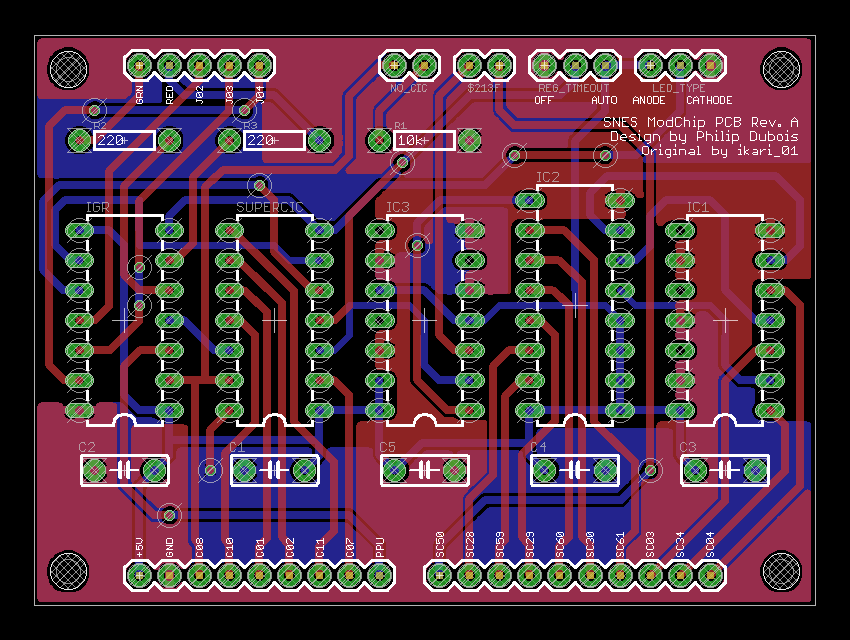 GRN RED J02 J03 J04
NO_CIC $213F REG_TIMEOUT LED_TYPE
OFF AUTO ANODE CATHODE
SNES ModChip PCB Rev. A
Design by Philip Dubois
Original by ikari_01
R2 R3 R1
220 220 10k
IC2
IGR SUPERCIC IC3 IC1
C2 C1 C5 C4 C3
+5V GND C08 C10 C01 C02 C11 C07 PPU SC50 SC28 SC59 SC29 SC60 SC30 SC61 SC03 SC34 SC04